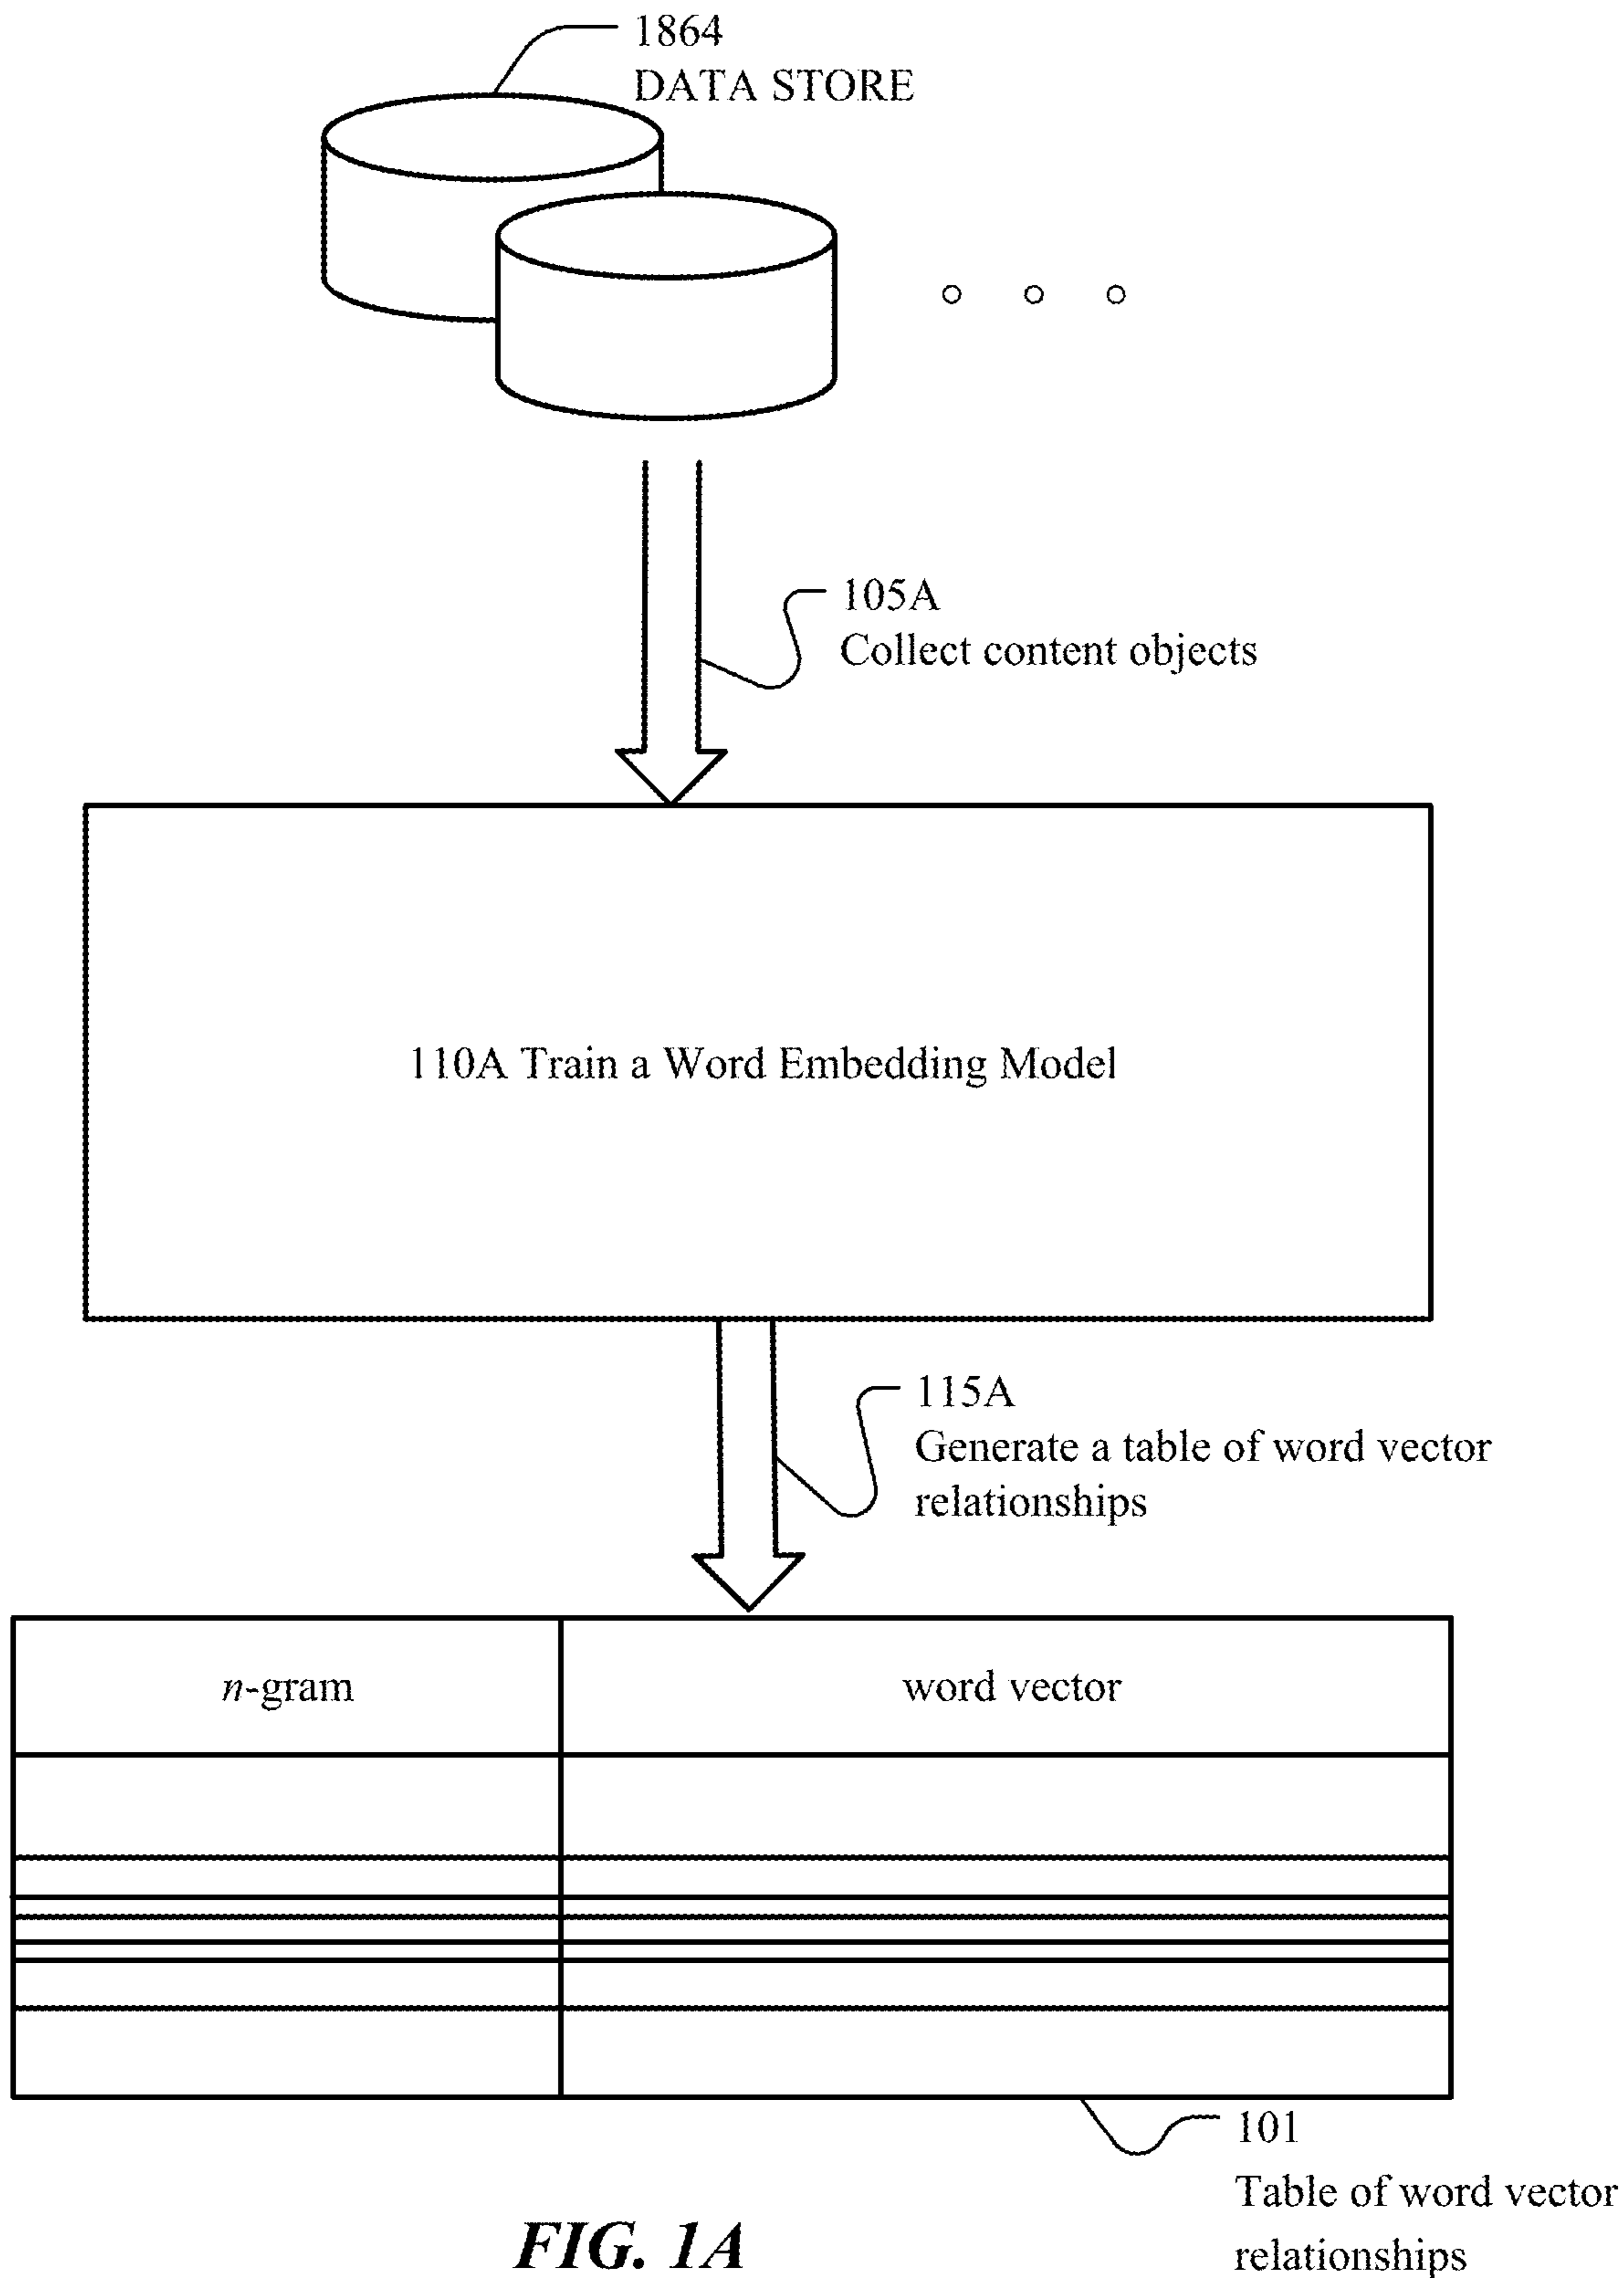 1864
DATA STORE
105A
Collect content objects
110A Train a Word Embedding Model
115A
Generate a table of word vector
relationships
n-gram
word vector
101
Table of word vector
relationships
FIG. 1A